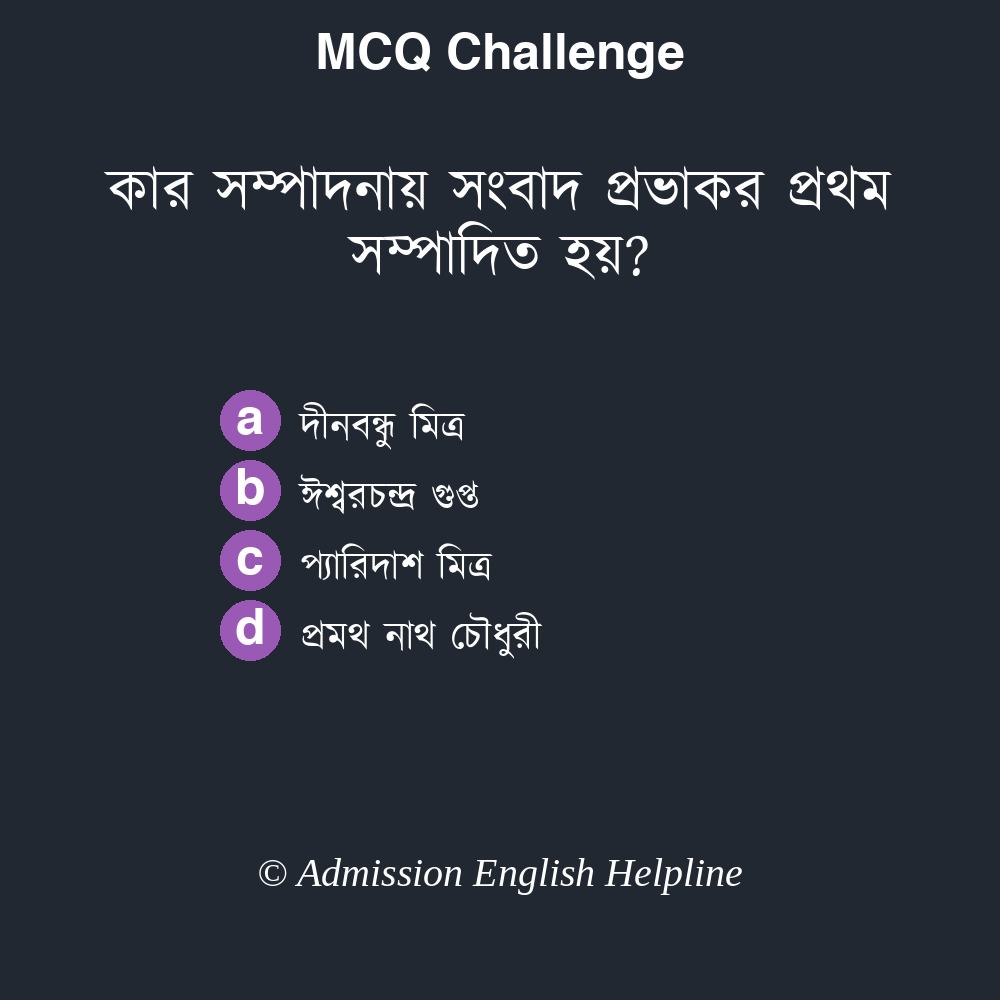 MCQ Challenge
কার সম্পাদনায় সংবাদ প্রভাকর প্রথম
সম্পাদিত হয়?
a দীনবন্ধু মিত্র
b ঈশ্বরচন্দ্র গুপ্ত
c প্যারিদাশ মিত্র
d প্রমথ নাথ চৌধুরী
© Admission English Helpline